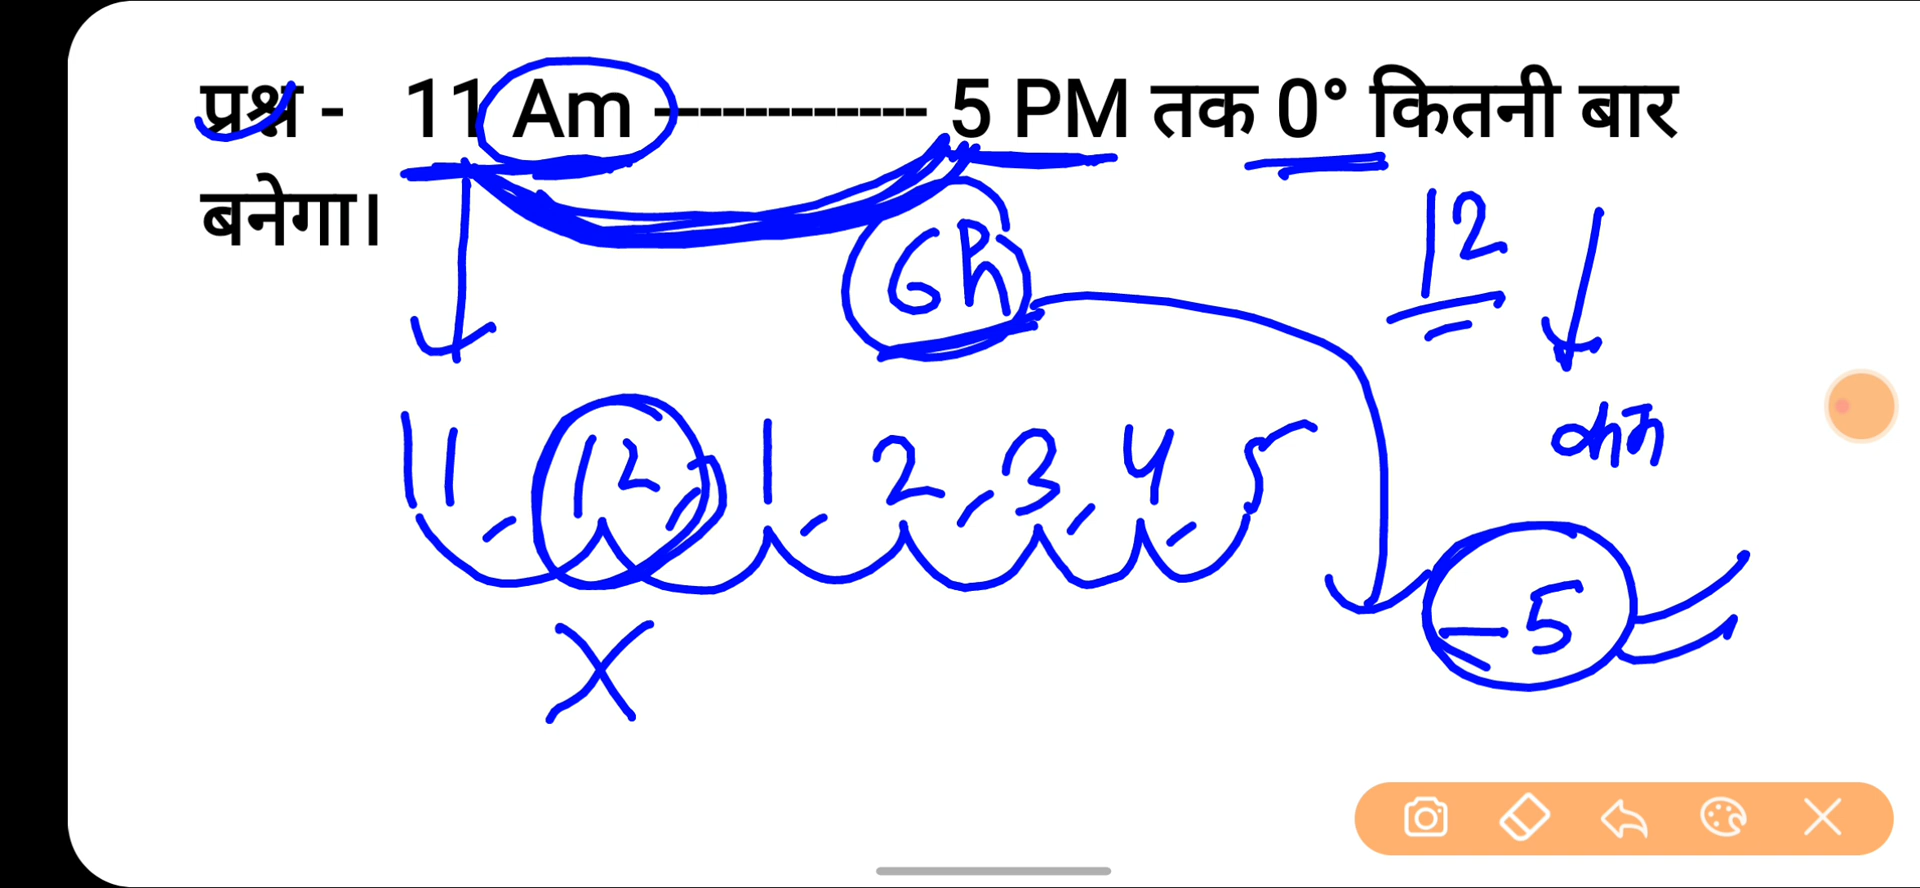 प्रश्न - 11 Am ------------ 5 PM तक 0° कितनी बार
बनेगा।
6h
12
कम
11 - 12 - 1 - 2 - 3 - 4 - 5
X
- 5